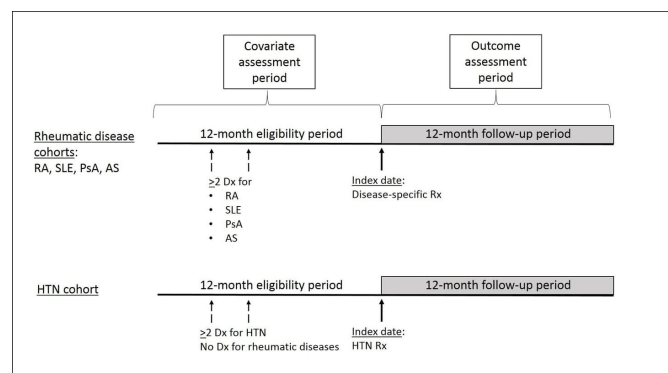 Covariate
assessment
period
Outcome
assessment
period
Rheumatic disease
cohorts:
RA, SLE, PsA, AS
12-month eligibility period
12-month follow-up period
≥2 Dx for
• RA
• SLE
• PsA
• AS
Index date:
Disease-specific Rx
HTN cohort
12-month eligibility period
12-month follow-up period
≥2 Dx for HTN
No Dx for rheumatic diseases
Index date:
HTN Rx